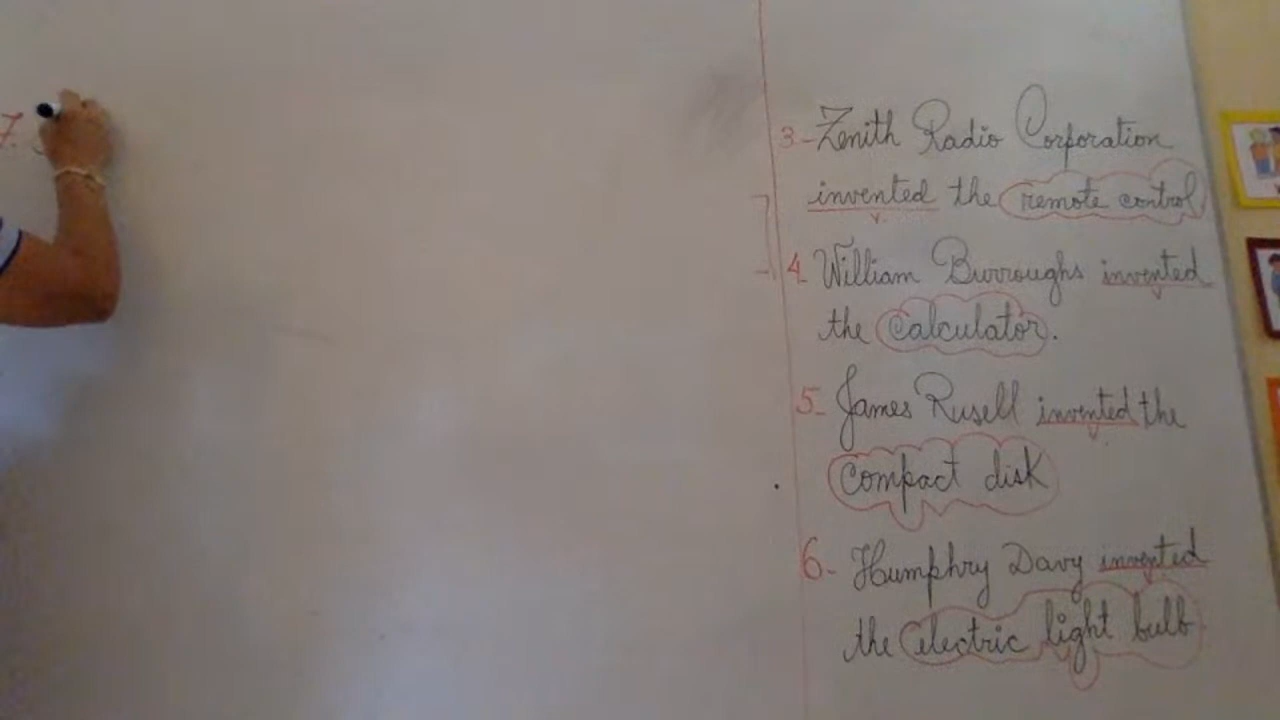 7.
3- Zenith Radio Corporation
invented the remote control
v.
4. William Burroughs invented
v
the calculator.
5- James Rusell invented the
v
compact disk
6- Humphry Davy invented
the electric light bulb.